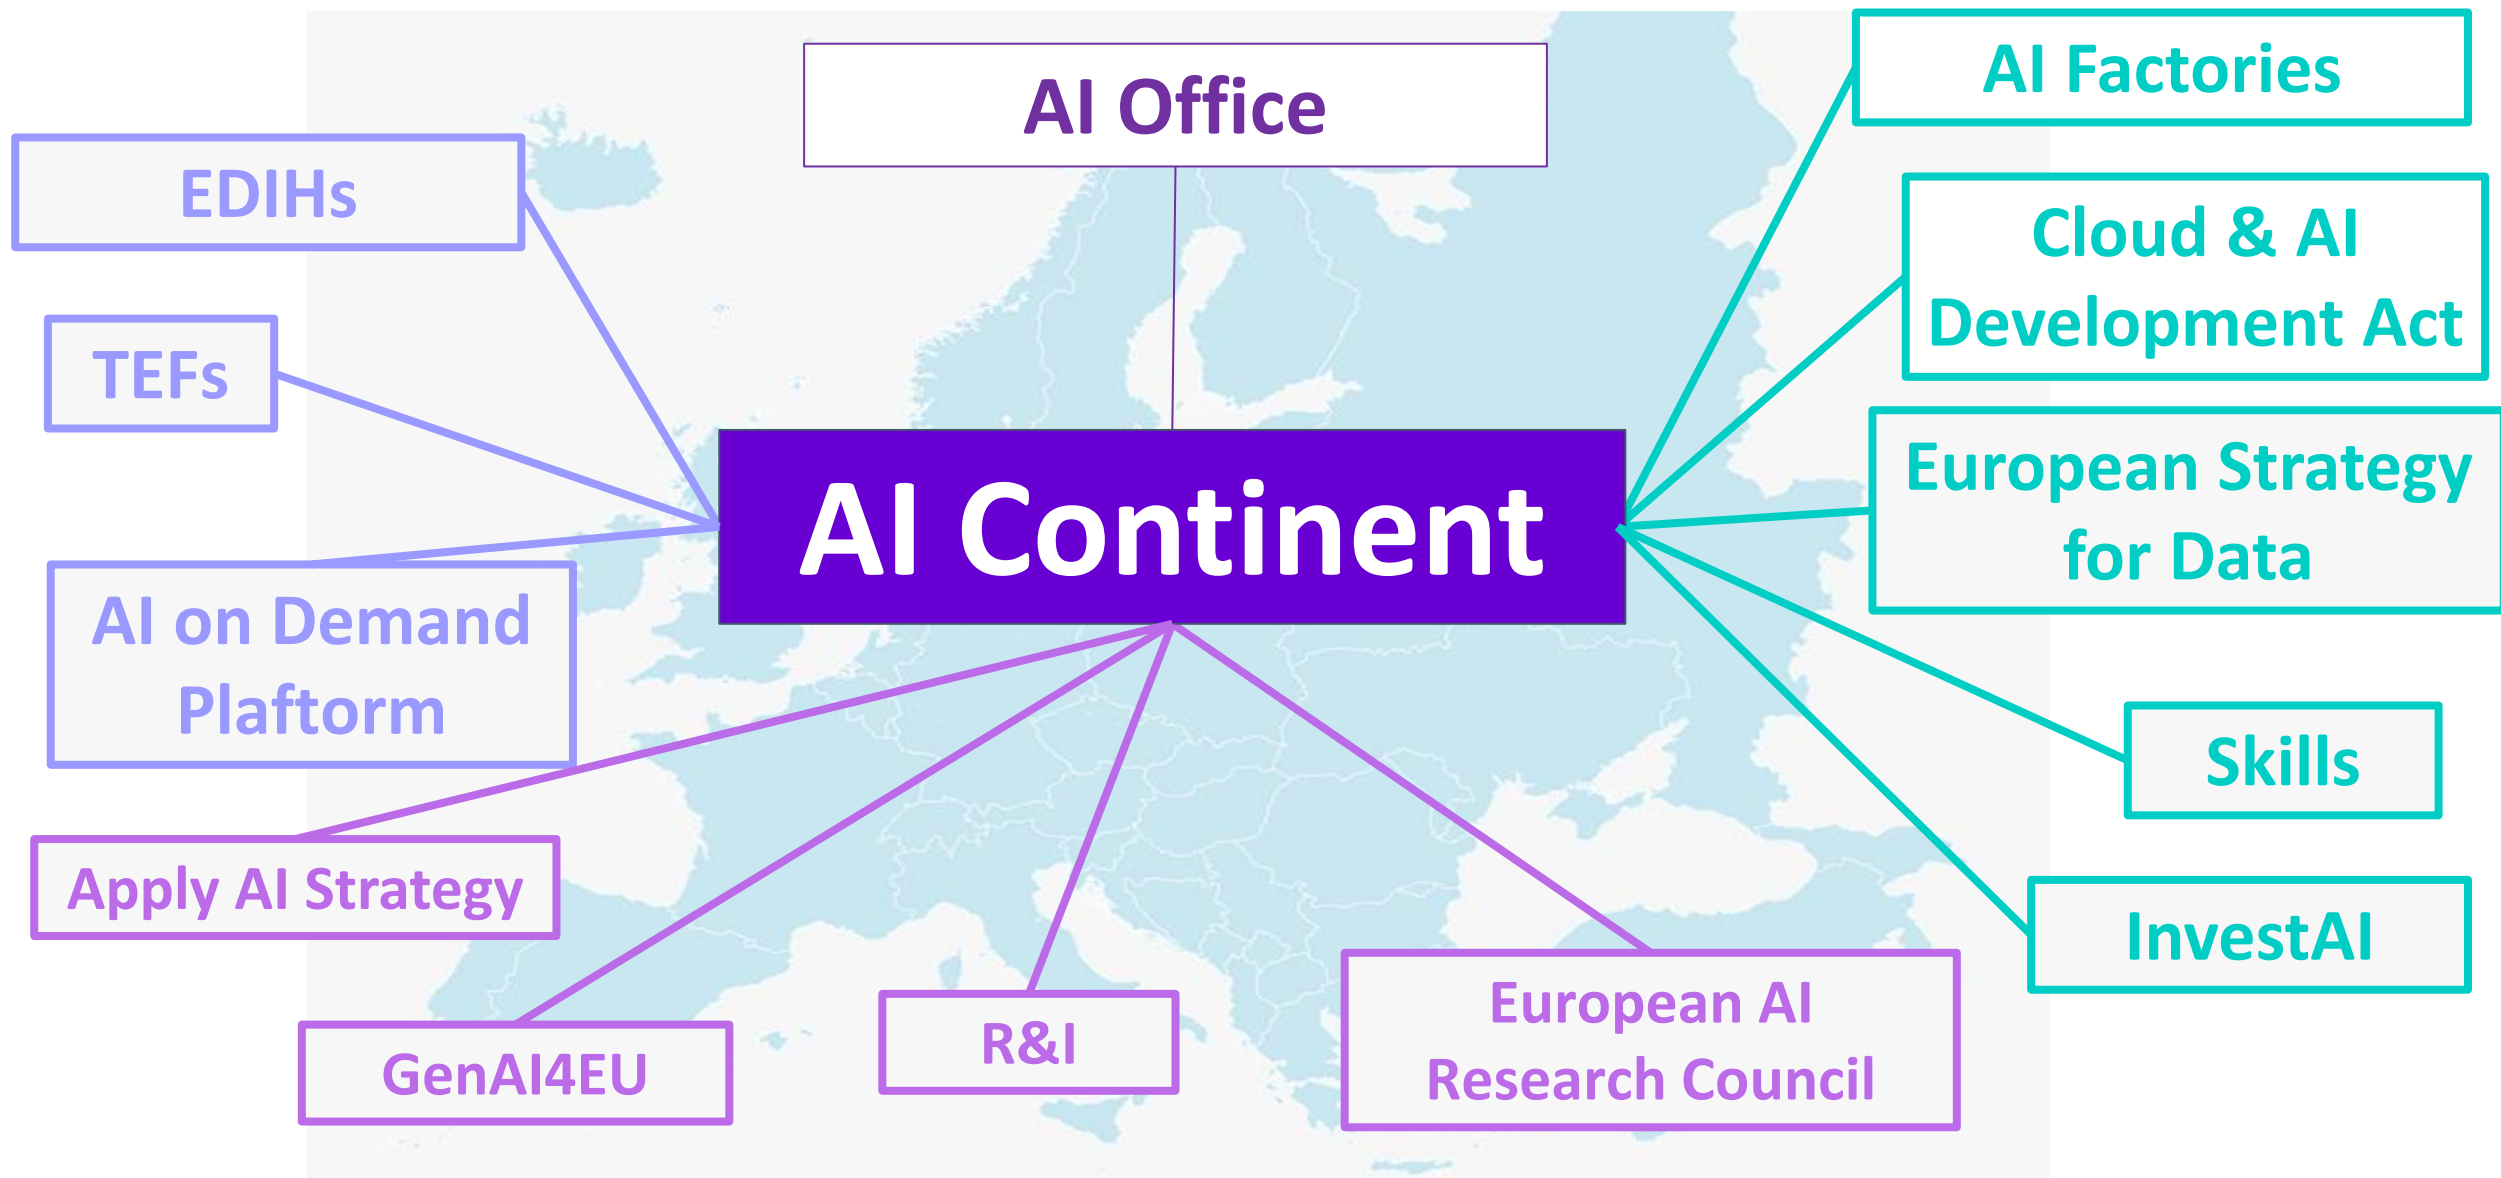 AI Office
AI Factories
EDIHs
Cloud & AI
Development Act
TEFs
European Strategy
for Data
AI Continent
AI on Demand
Plaftorm
Skills
Apply AI Strategy
InvestAI
GenAI4EU
R&I
European AI
Research Council